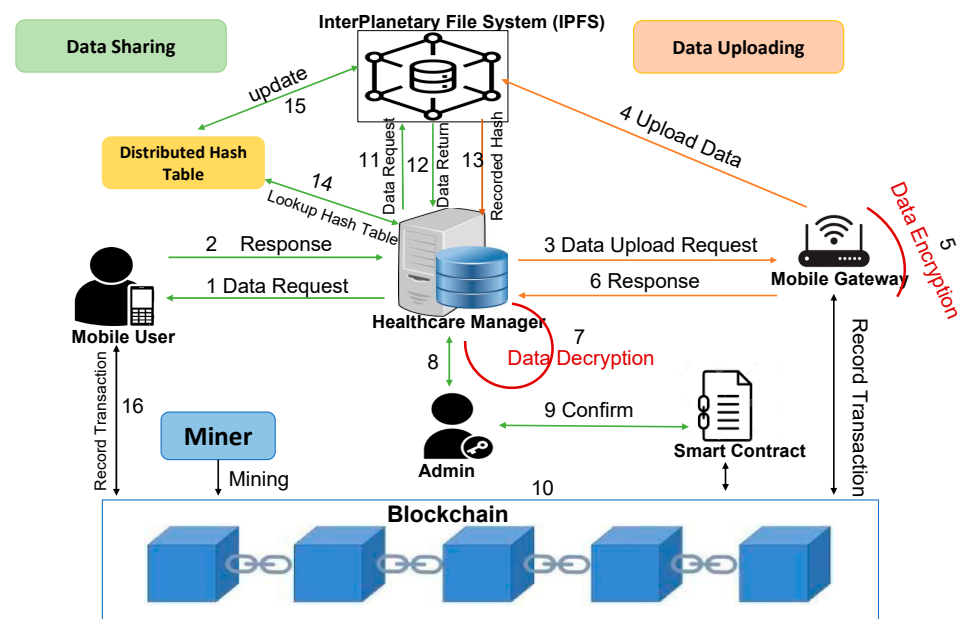 InterPlanetary File System (IPFS)
Data Sharing
Data Uploading
update
15
4 Upload Data
Distributed Hash
Table
11
Data Request
12
Data Return
13
Recorded Hash
14
Lookup Hash Table
Data Encryption
5
2 Response
3 Data Upload Request
1 Data Request
6 Response
Mobile Gateway
Mobile User
Healthcare Manager
7
Data Decryption
8
Record Transaction
16
Record Transaction
9 Confirm
Miner
Admin
Smart Contract
Mining
10
Blockchain